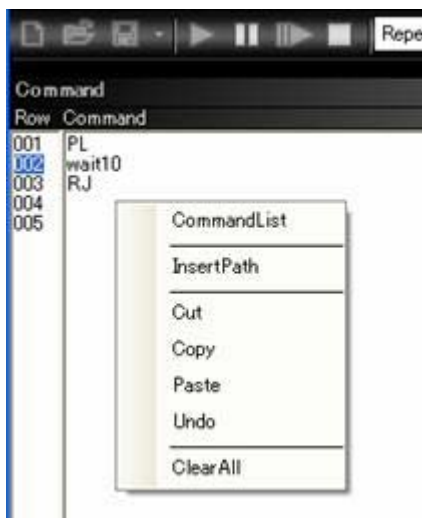 Repe
Command
Row Command
001 PL
002 wait10
003 RJ
004
005
CommandList
InsertPath
Cut
Copy
Paste
Undo
ClearAll